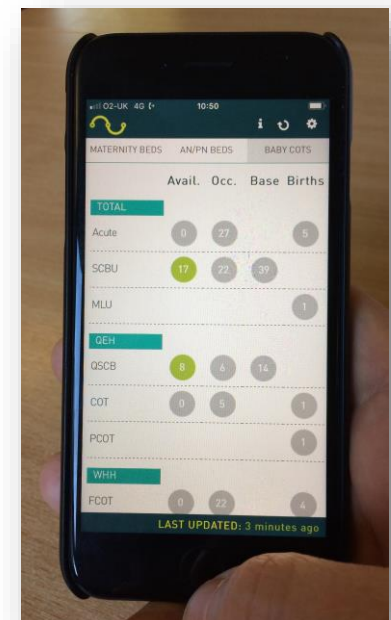 O2-UK 4G 10:50
MATERNITY BEDS AN/PN BEDS BABY COTS
Avail. Occ. Base Births
TOTAL
Acute 0 27 5
SCBU 17 22 39
MLU 1
QEH
QSCB 8 6 14
COT 0 5 1
PCOT 1
WHH
FCOT 0 22 4
LAST UPDATED: 3 minutes ago